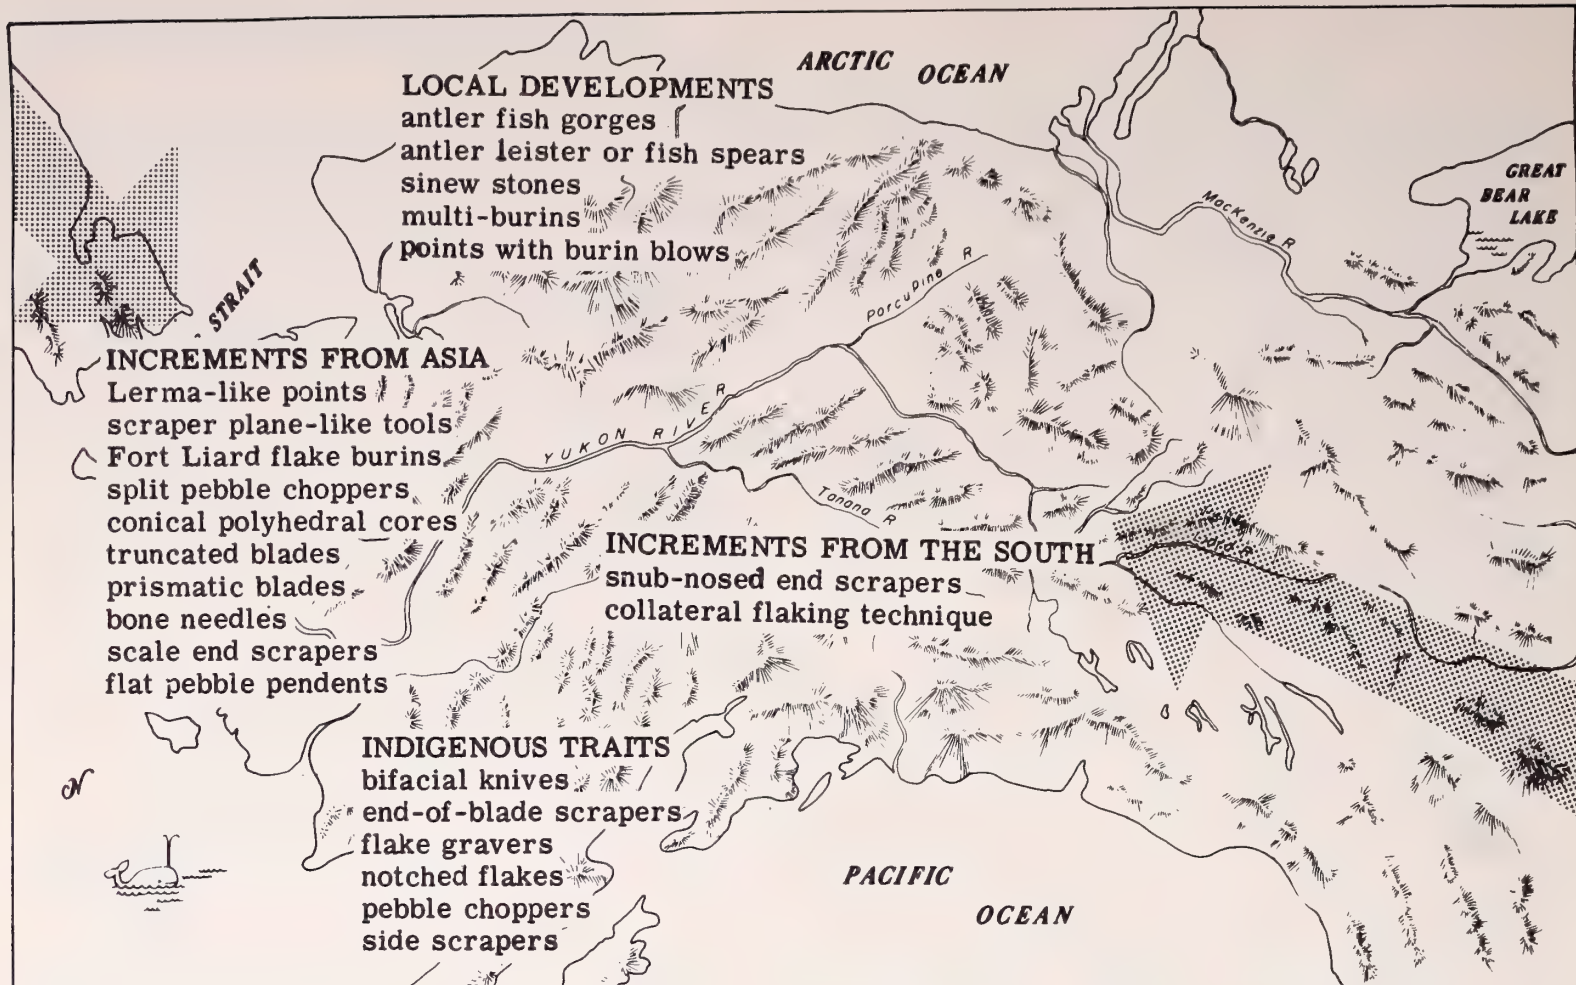 ARCTIC OCEAN
LOCAL DEVELOPMENTS
antler fish gorges
antler leister or fish spears
sinew stones
multi-burins
points with burin blows
GREAT
BEAR
LAKE
MacKenzie R
Porcupine R
STRAIT
INCREMENTS FROM ASIA
Lerma-like points
scraper plane-like tools
Fort Liard flake burins
split pebble choppers
conical polyhedral cores
truncated blades
prismatic blades
bone needles
scale end scrapers
flat pebble pendents
YUKON RIVER
Tanana R
INCREMENTS FROM THE SOUTH
snub-nosed end scrapers
collateral flaking technique
Liard R
INDIGENOUS TRAITS
bifacial knives
end-of-blade scrapers
flake gravers
notched flakes
pebble choppers
side scrapers
N
PACIFIC
OCEAN